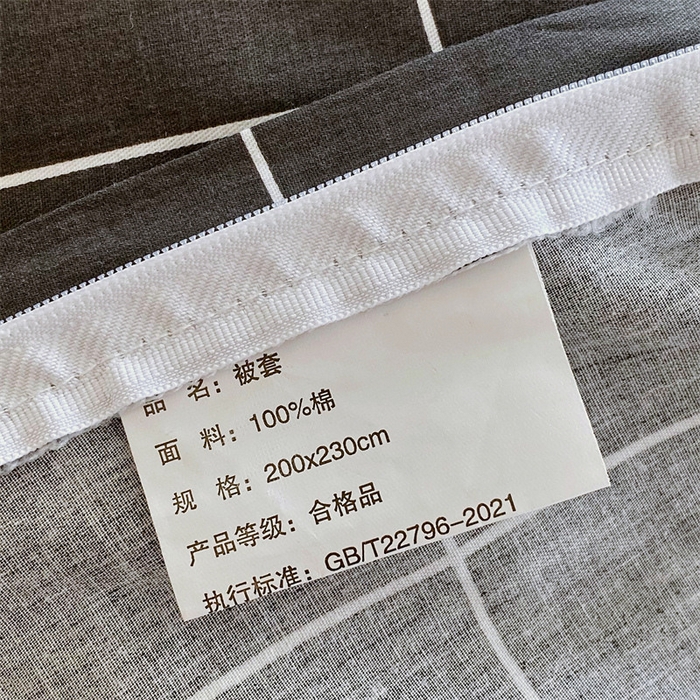 品 名：被套
面 料：100%棉
规 格：200x230cm
产品等级：合格品
执行标准：GB/T22796-2021